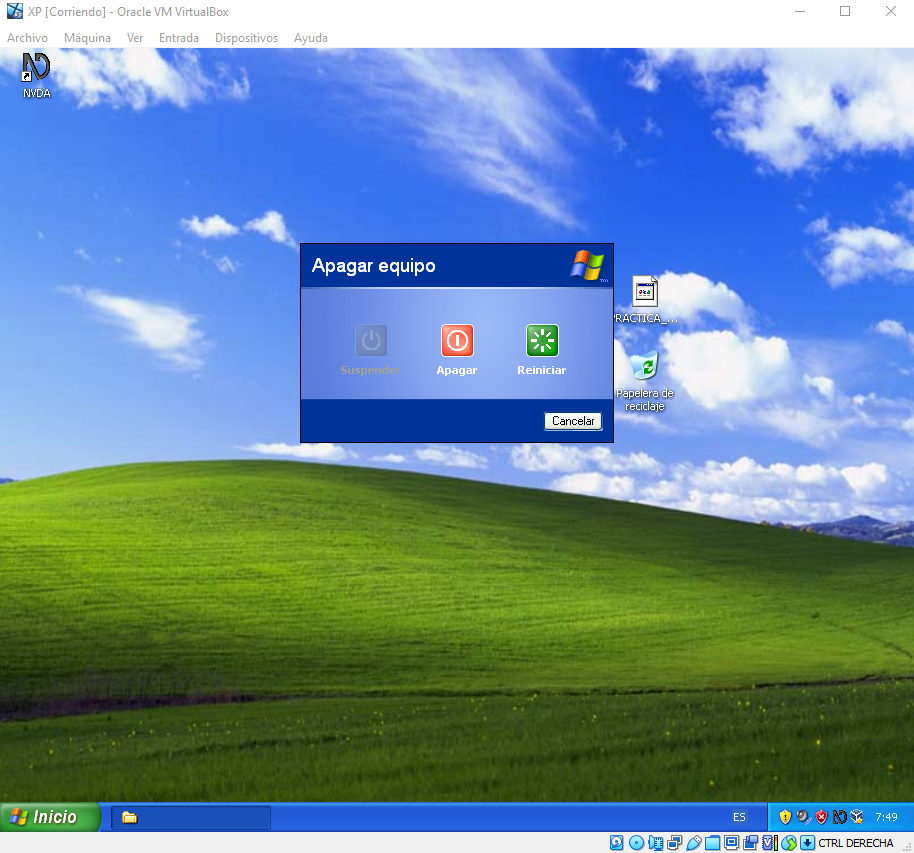 XP [Corriendo] - Oracle VM VirtualBox
Archivo Máquina Ver Entrada Dispositivos Ayuda
NVDA
Apagar equipo
PRACTICA_...
Suspender Apagar Reiniciar
Papelera de
reciclaje
Cancelar
Inicio
ES
7:49
CTRL DERECHA